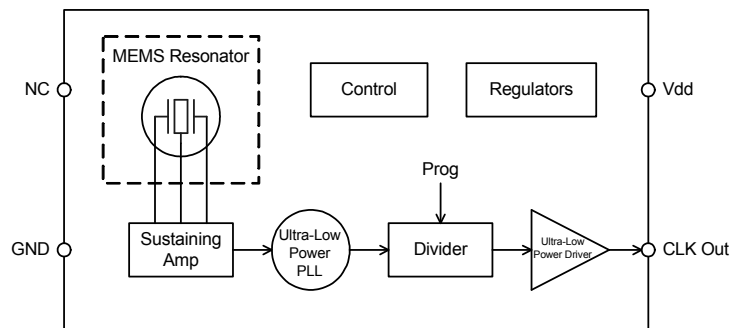 MEMS Resonator
NC
Control
Regulators
Vdd
Prog
GND
Sustaining
Amp
Ultra-Low
Power
PLL
Divider
Ultra-Low
Power Driver
CLK Out